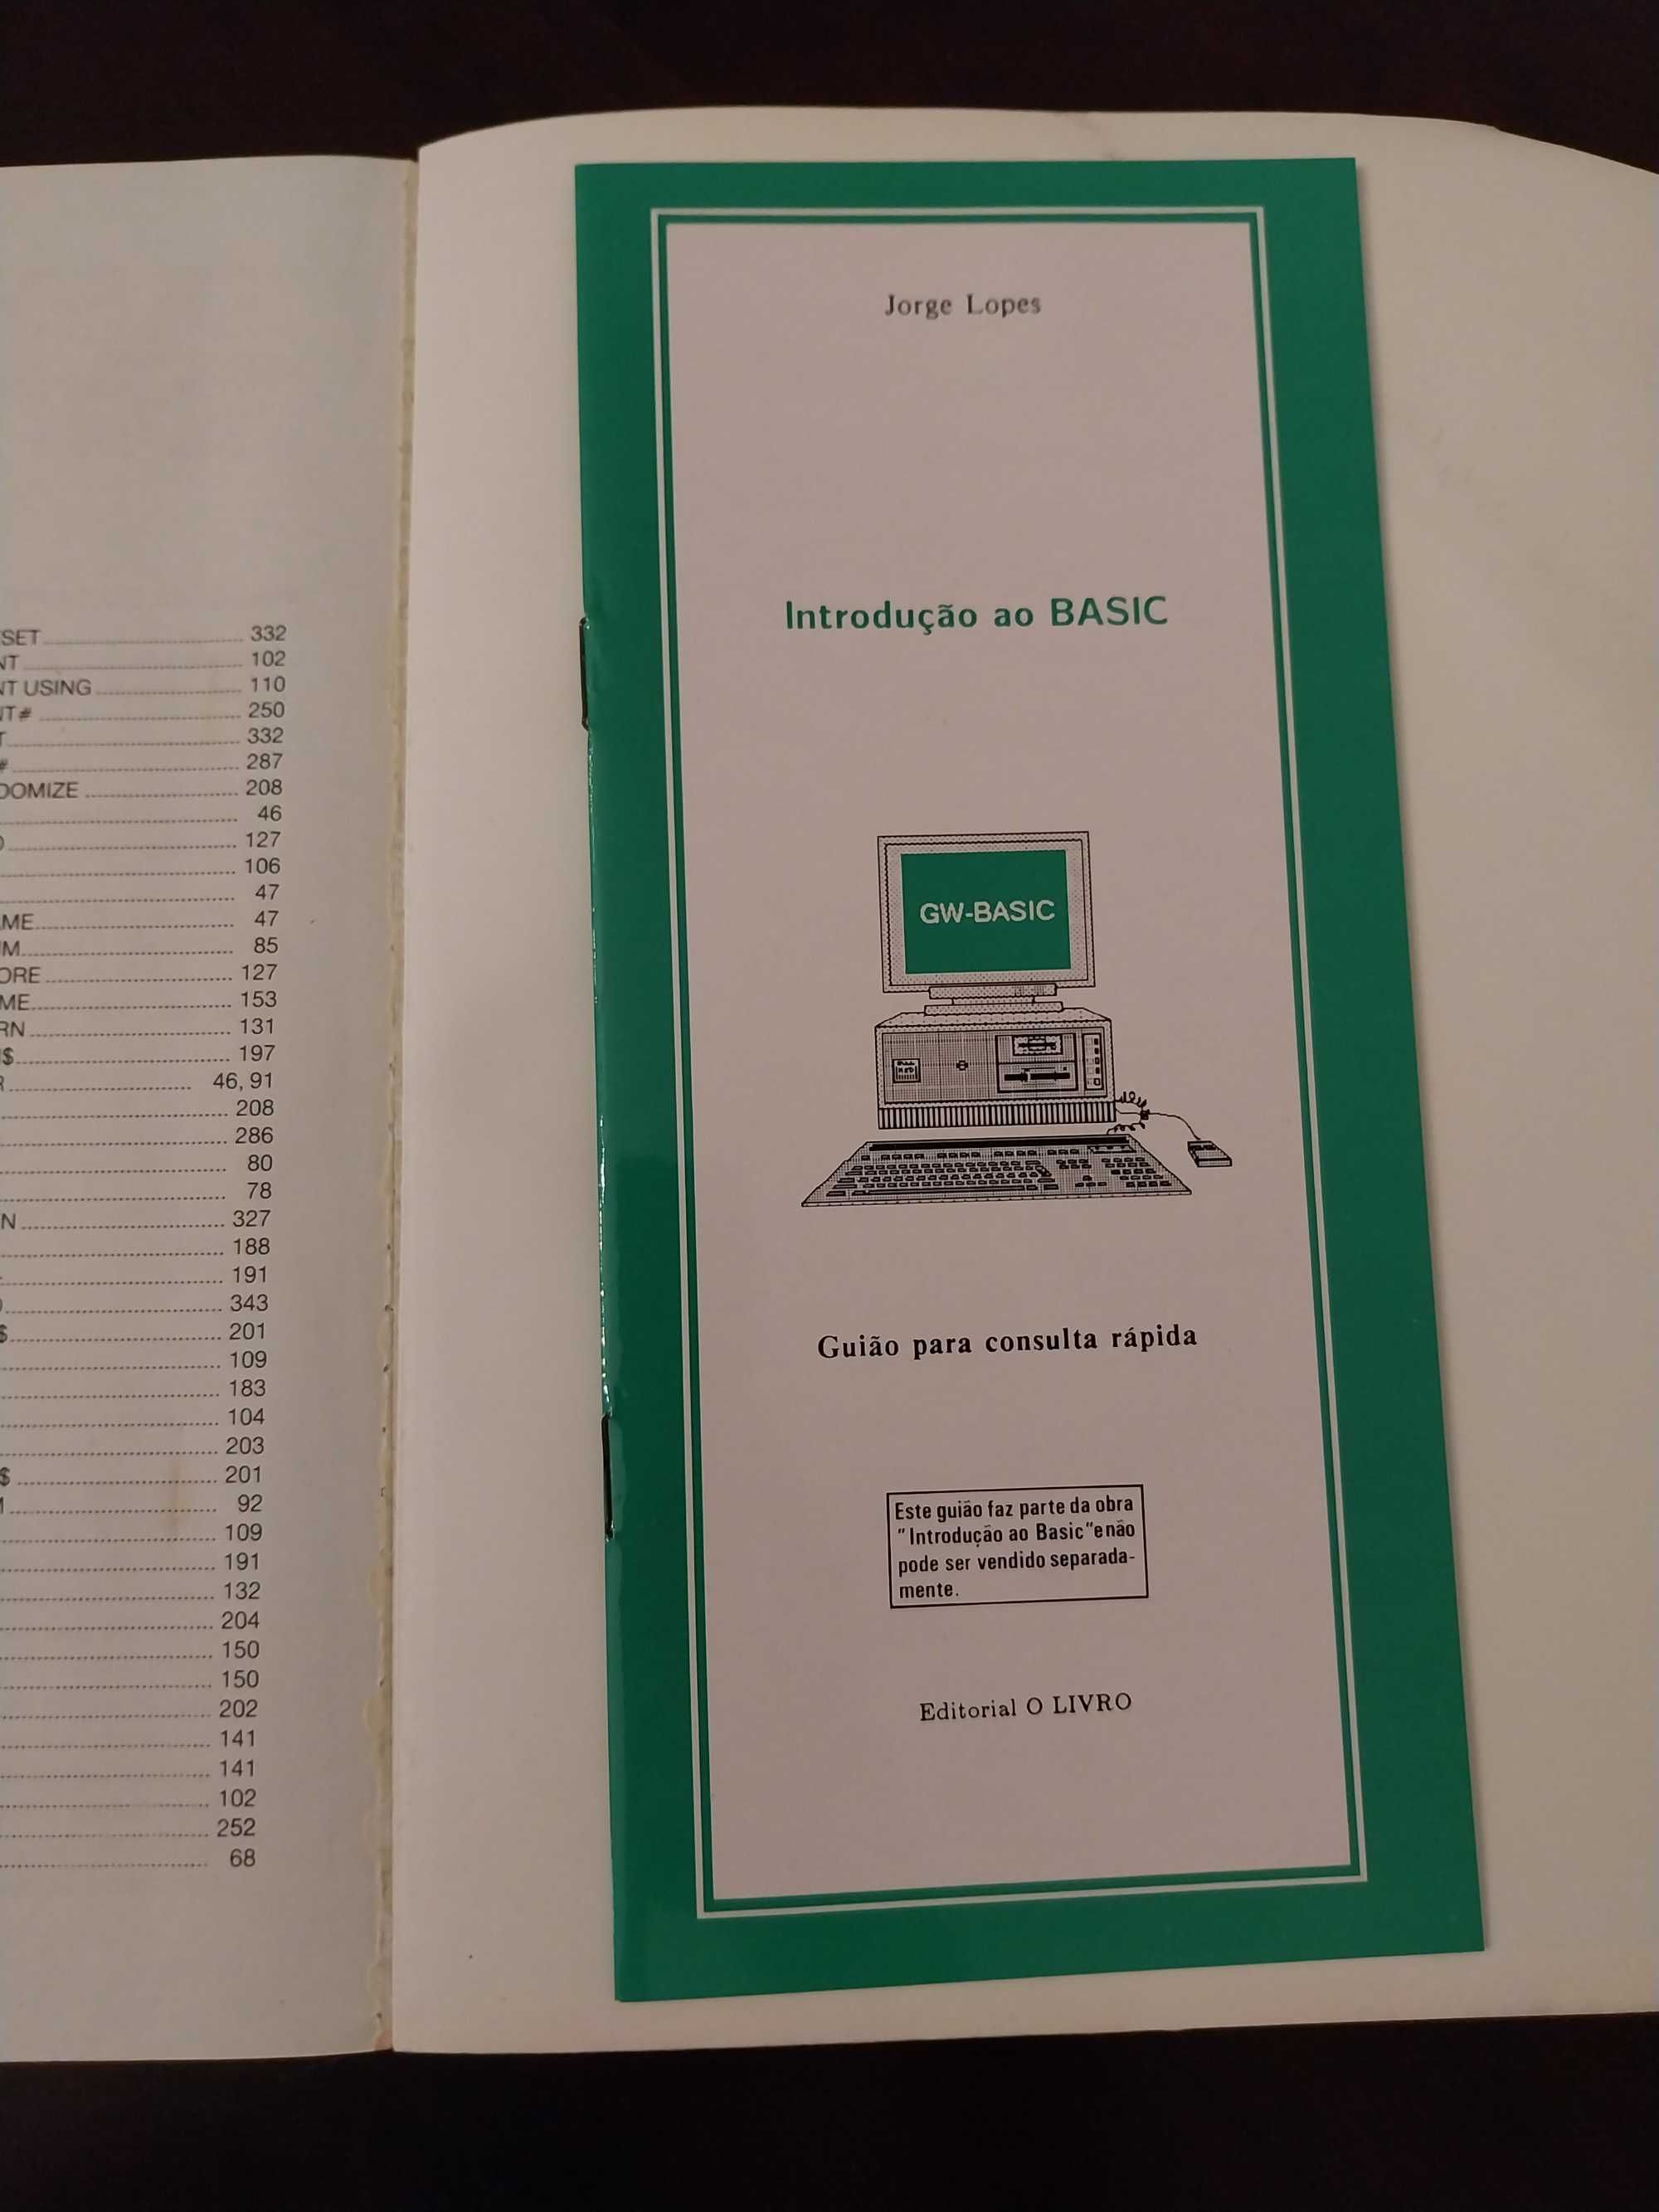 SET 332
NT 102
NT USING 110
NT# 250
T 332
# 287
DOMIZE 208
46
127
106
47
AME 47
M 85
ORE 127
ME 153
RN 131
$ 197
R 46, 91
208
286
80
78
N 327
188
191
343
$ 201
109
183
104
203
$ 201
92
109
191
132
204
150
150
202
141
141
102
252
68
Jorge Lopes
Introdução ao BASIC
GW-BASIC
Guião para consulta rápida
Este guião faz parte da obra
"Introdução ao Basic" e não
pode ser vendido separada-
mente.
Editorial O LIVRO